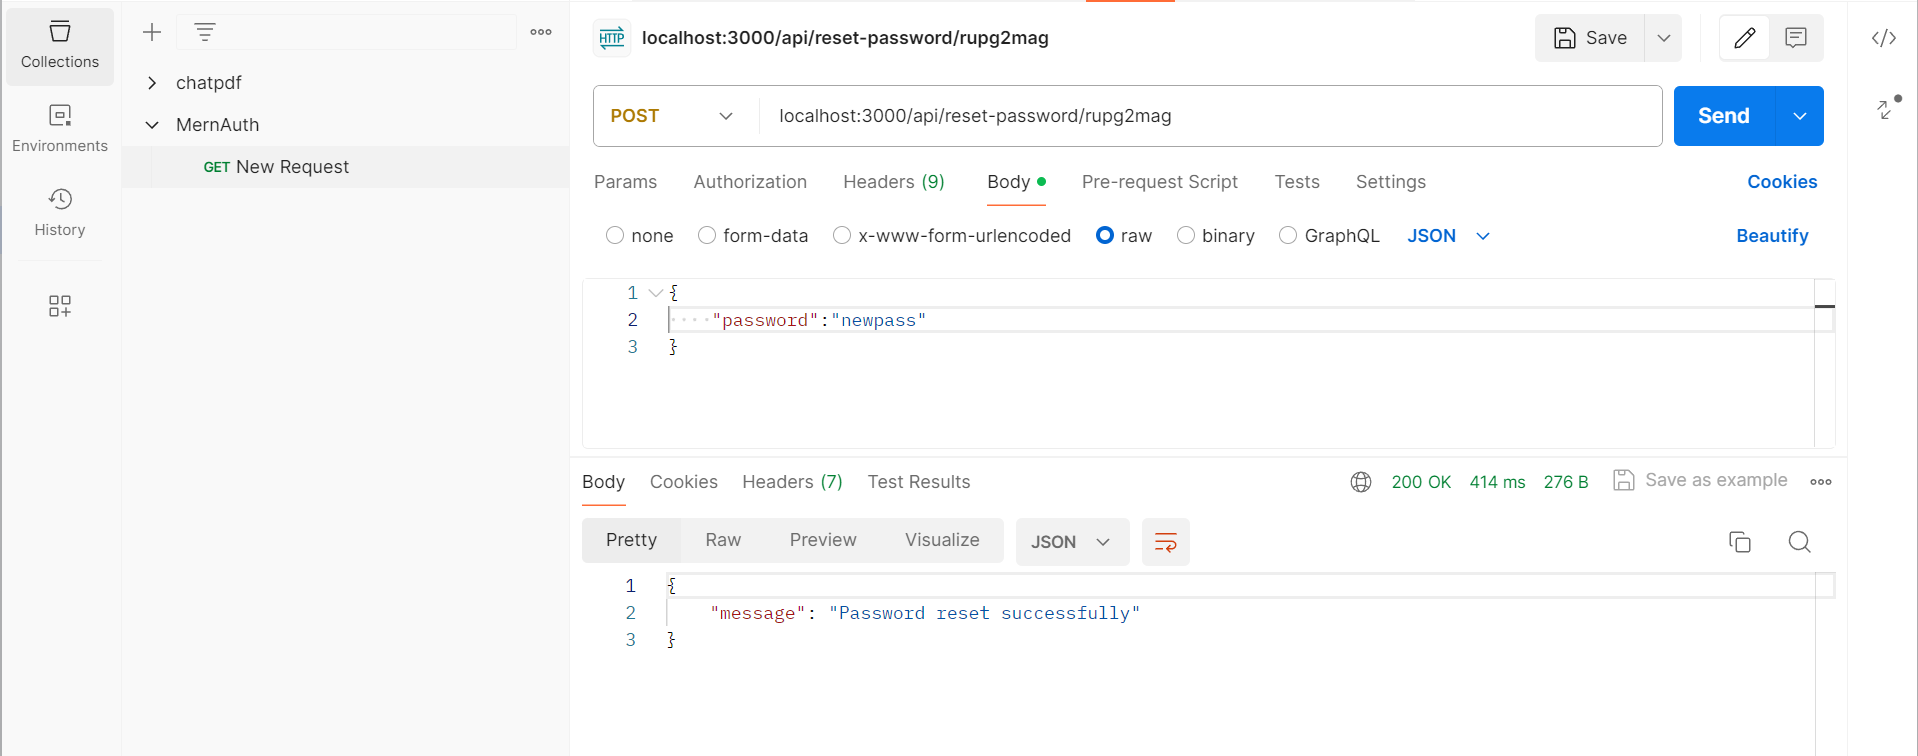 Collections
Environments
History
chatpdf
MernAuth
GET New Request
HTTP localhost:3000/api/reset-password/rupg2mag
Save
POST localhost:3000/api/reset-password/rupg2mag Send
Params Authorization Headers (9) Body Pre-request Script Tests Settings Cookies
none form-data x-www-form-urlencoded raw binary GraphQL JSON Beautify
1 {
2 "password":"newpass"
3 }
Body Cookies Headers (7) Test Results 200 OK 414 ms 276 B Save as example
Pretty Raw Preview Visualize JSON
1 {
2 "message": "Password reset successfully"
3 }